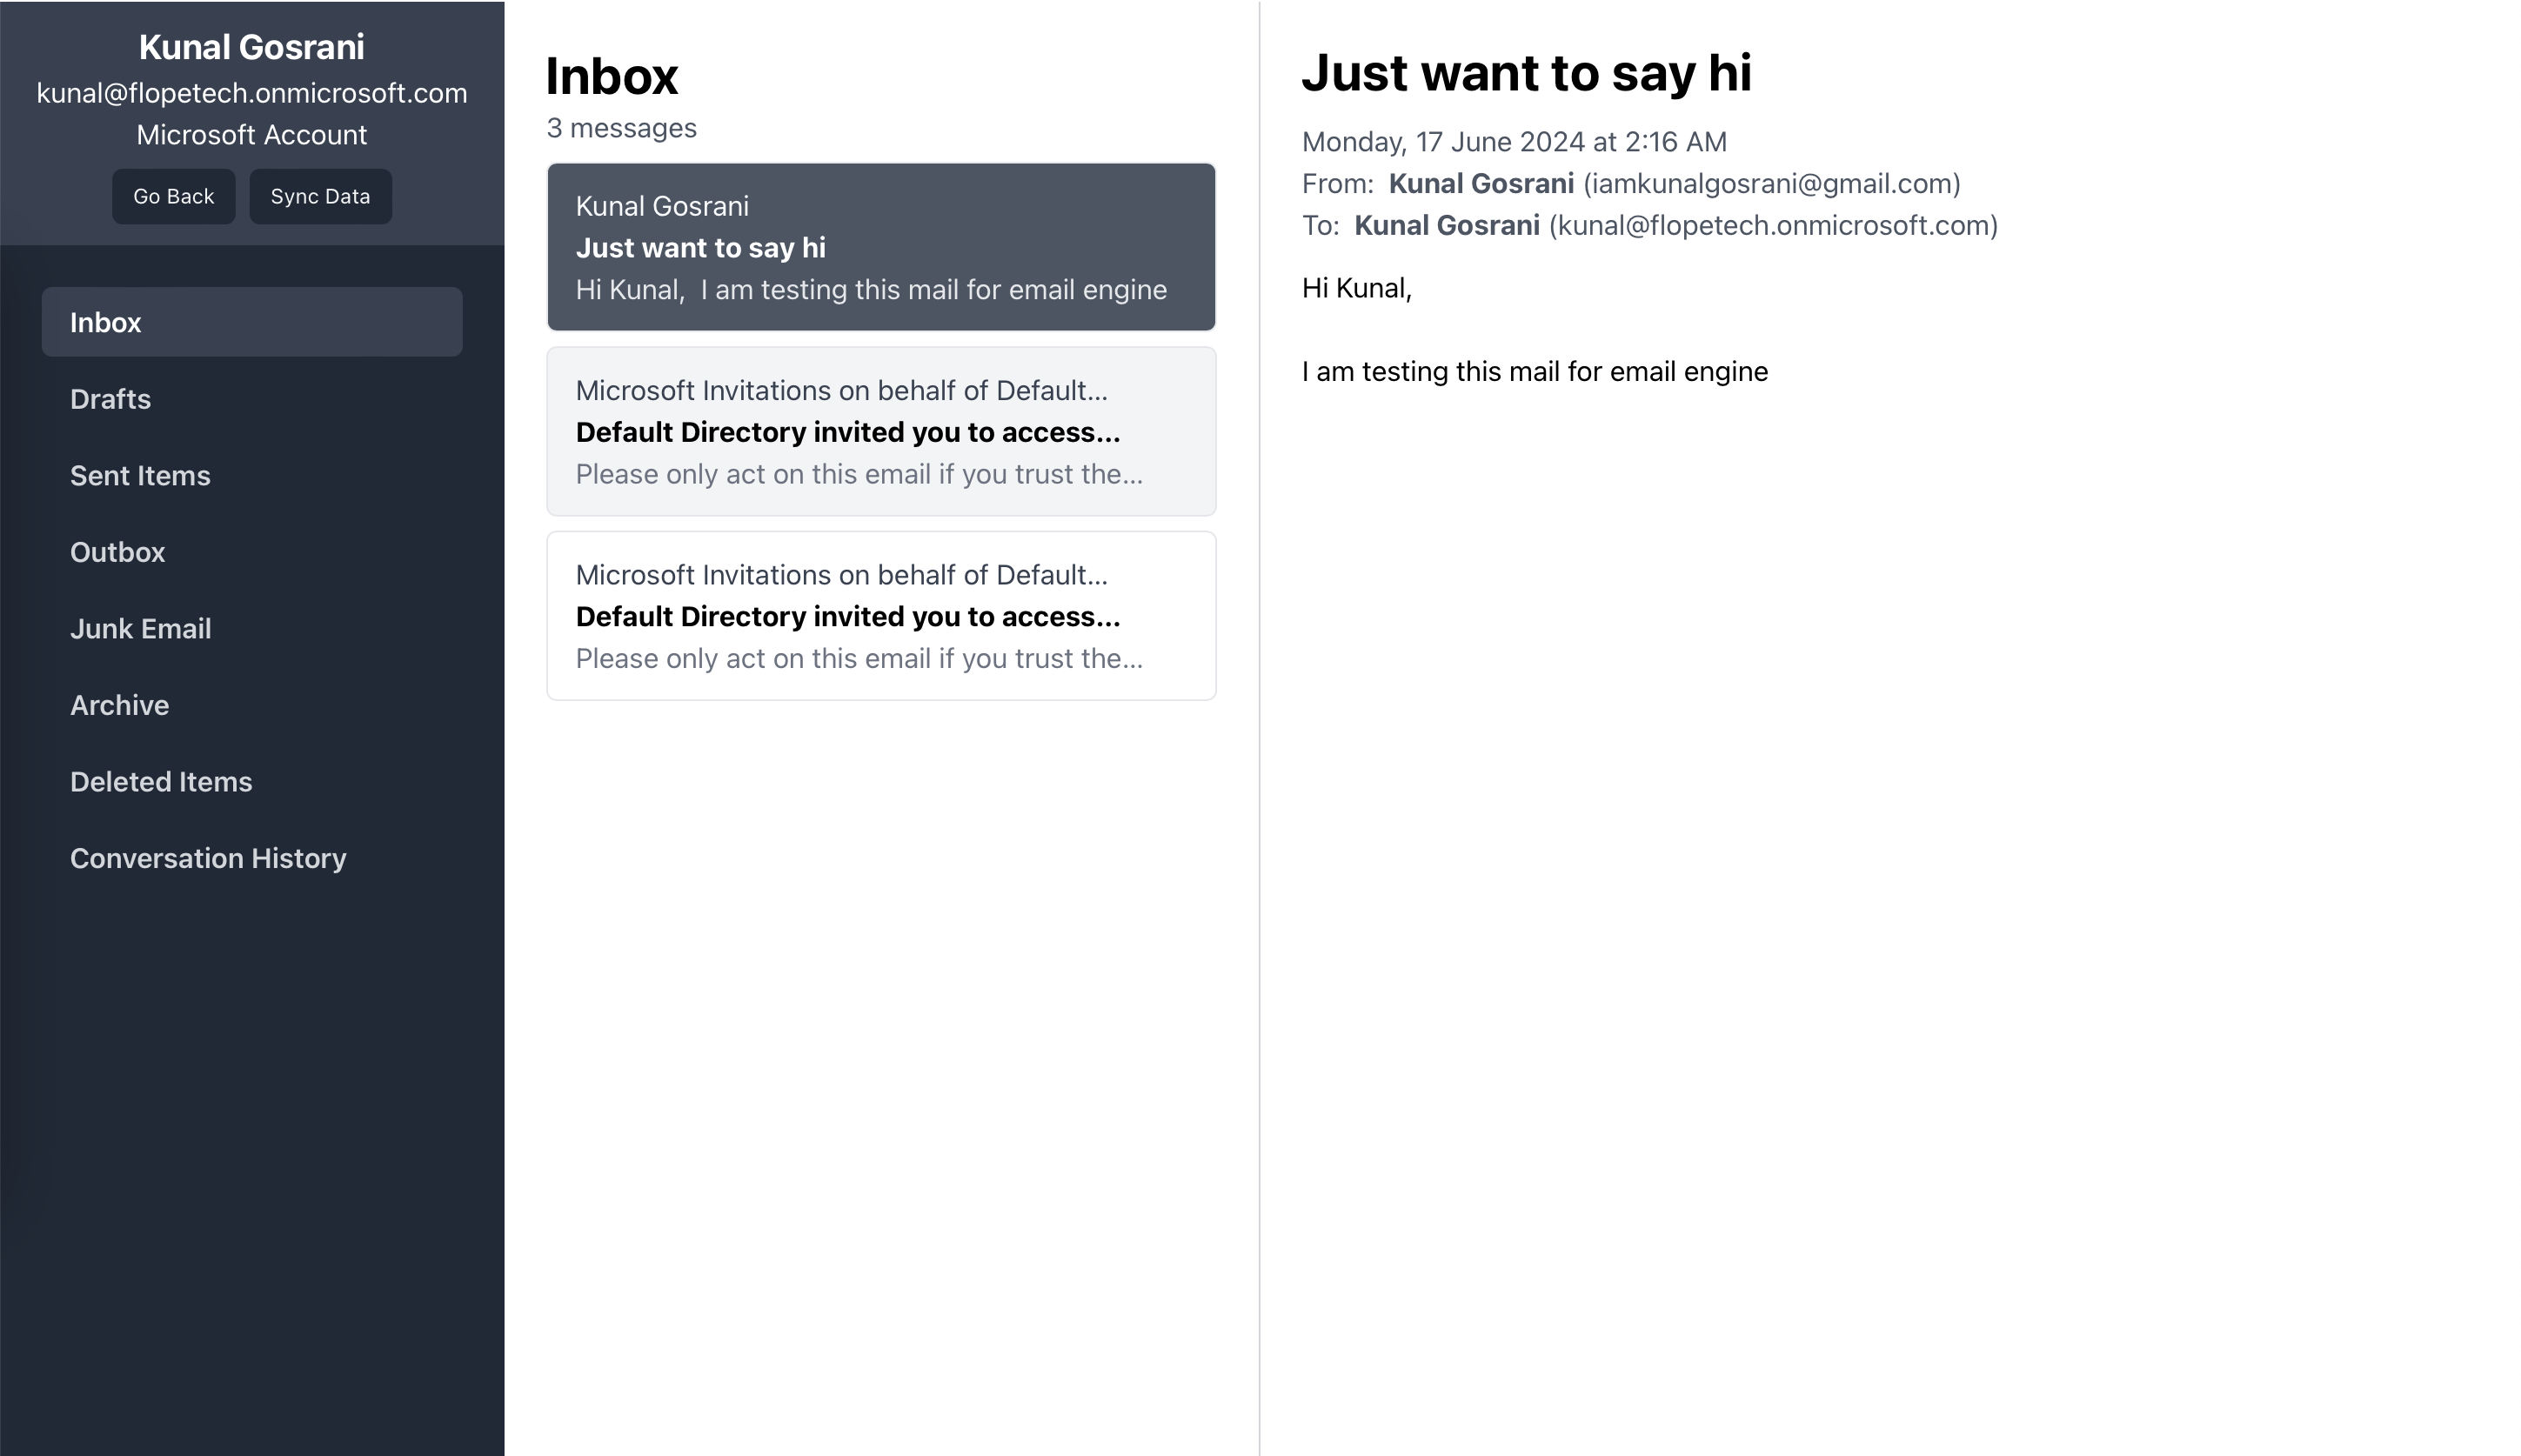 Kunal Gosrani
kunal@flopetech.onmicrosoft.com
Microsoft Account
Go Back
Sync Data
Inbox
Drafts
Sent Items
Outbox
Junk Email
Archive
Deleted Items
Conversation History
Inbox
3 messages
Kunal Gosrani
Just want to say hi
Hi Kunal,  I am testing this mail for email engine
Microsoft Invitations on behalf of Default...
Default Directory invited you to access...
Please only act on this email if you trust the...
Microsoft Invitations on behalf of Default...
Default Directory invited you to access...
Please only act on this email if you trust the...
Just want to say hi
Monday, 17 June 2024 at 2:16 AM
From:  Kunal Gosrani (iamkunalgosrani@gmail.com)
To:  Kunal Gosrani (kunal@flopetech.onmicrosoft.com)
Hi Kunal,
I am testing this mail for email engine